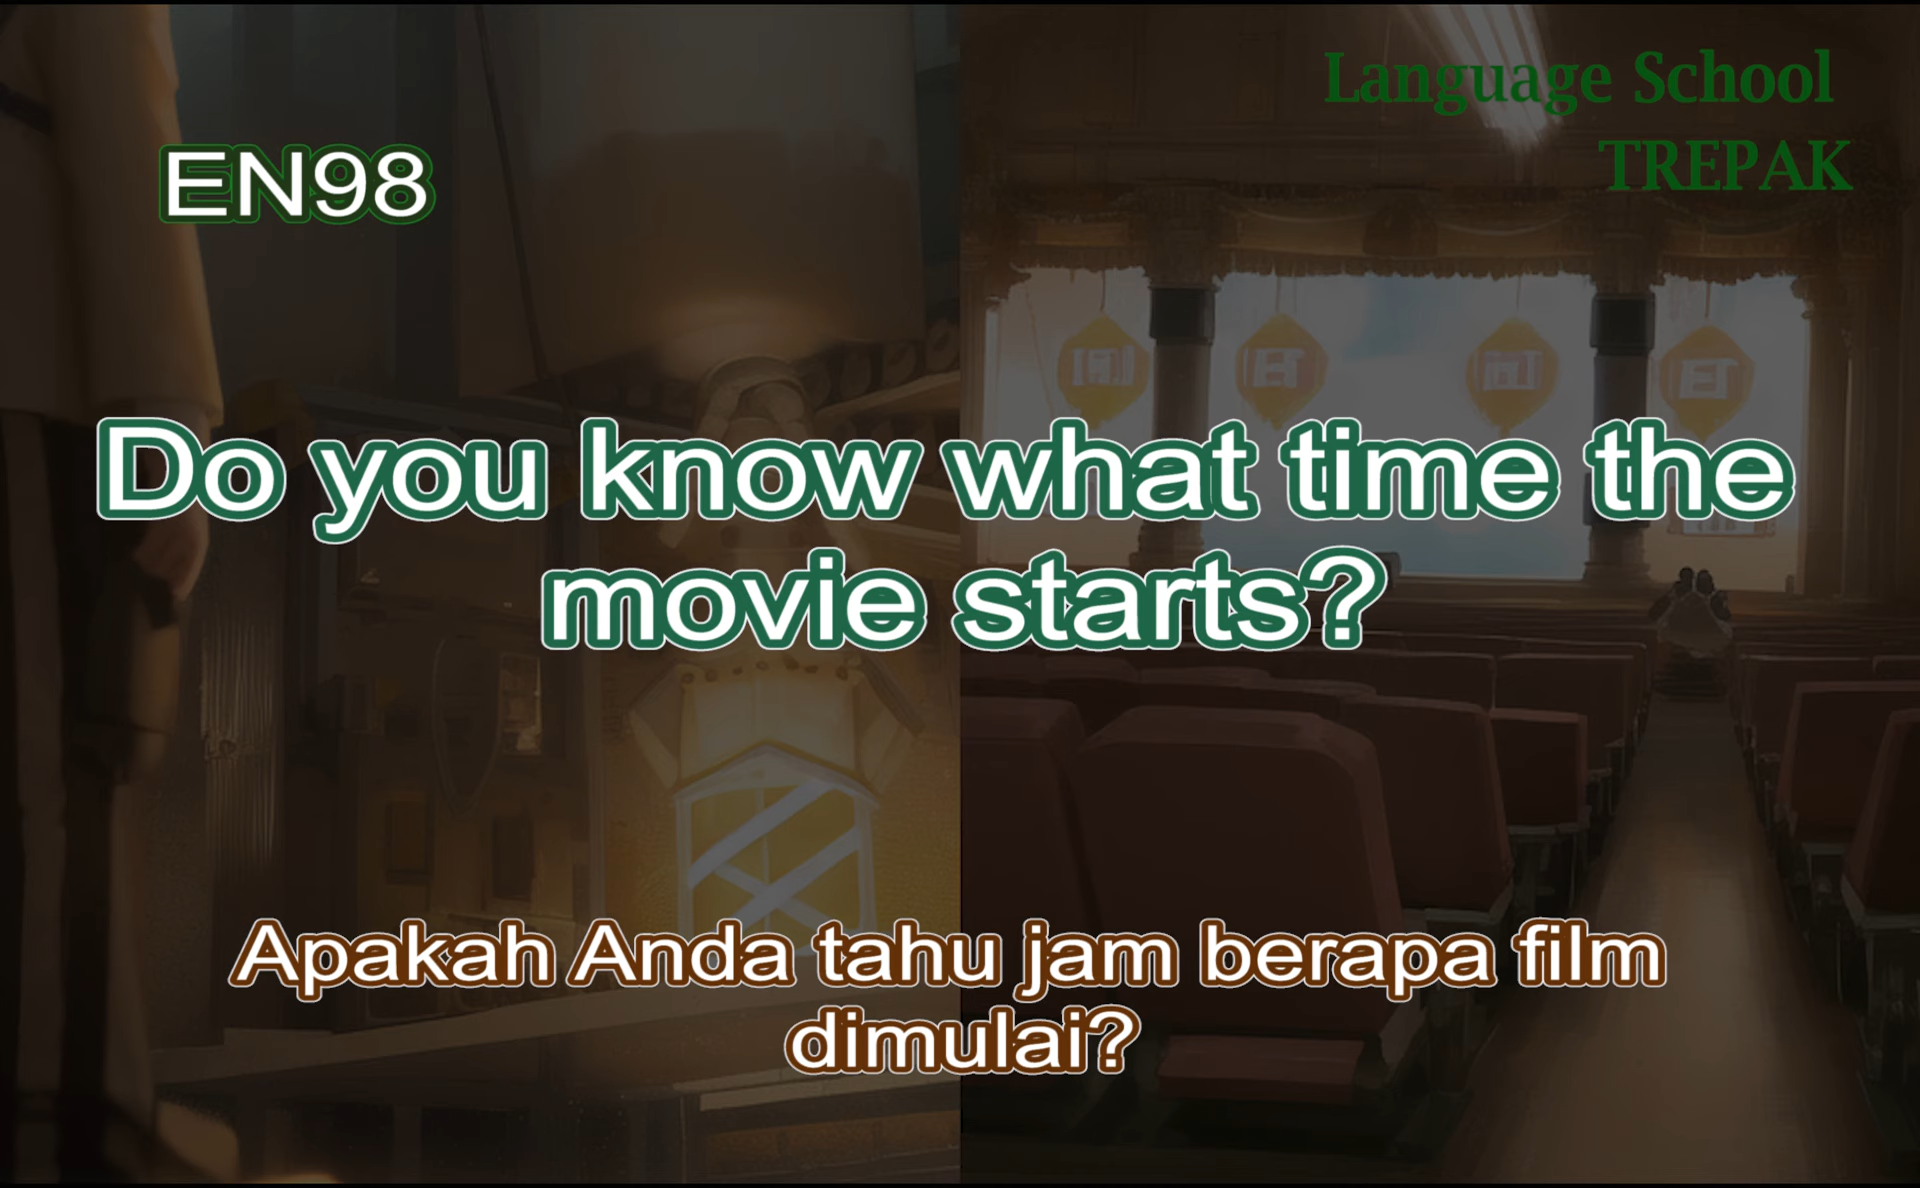 Language School
TREPAK
EN98
Do you know what time the
movie starts?
Apakah Anda tahu jam berapa film
dimulai?